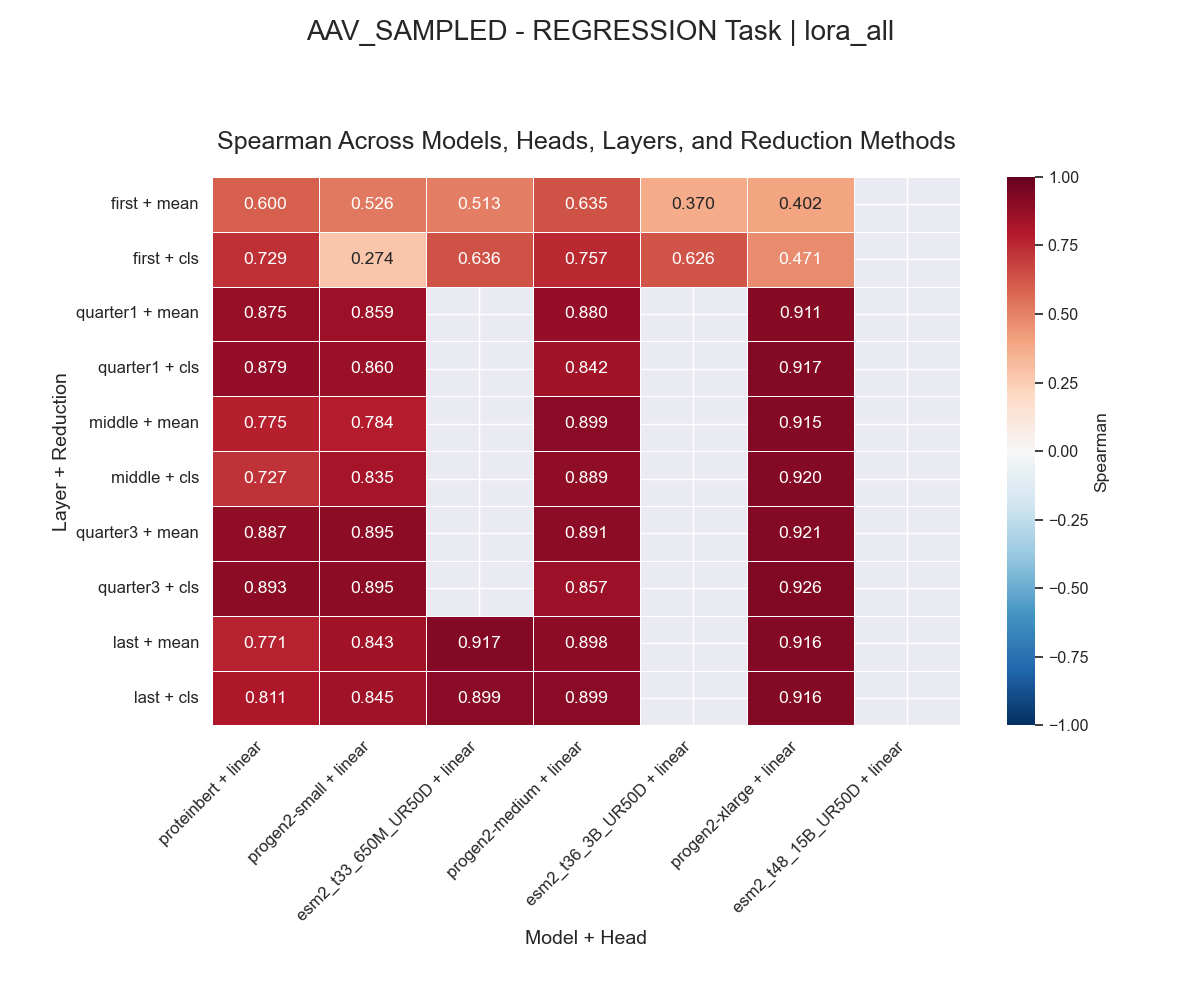 AAV_SAMPLED - REGRESSION Task | lora_all
Spearman Across Models, Heads, Layers, and Reduction Methods
Layer + Reduction
first + mean 0.600 0.526 0.513 0.635 0.370 0.402
first + cls 0.729 0.274 0.636 0.757 0.626 0.471
quarter1 + mean 0.875 0.859 0.880 0.911
quarter1 + cls 0.879 0.860 0.842 0.917
middle + mean 0.775 0.784 0.899 0.915
middle + cls 0.727 0.835 0.889 0.920
quarter3 + mean 0.887 0.895 0.891 0.921
quarter3 + cls 0.893 0.895 0.857 0.926
last + mean 0.771 0.843 0.917 0.898 0.916
last + cls 0.811 0.845 0.899 0.899 0.916
proteinbert + linear
progen2-small + linear
esm2_t33_650M_UR50D + linear
progen2-medium + linear
esm2_t36_3B_UR50D + linear
progen2-xlarge + linear
esm2_t48_15B_UR50D + linear
Model + Head
1.00
0.75
0.50
0.25
0.00
−0.25
−0.50
−0.75
−1.00
Spearman